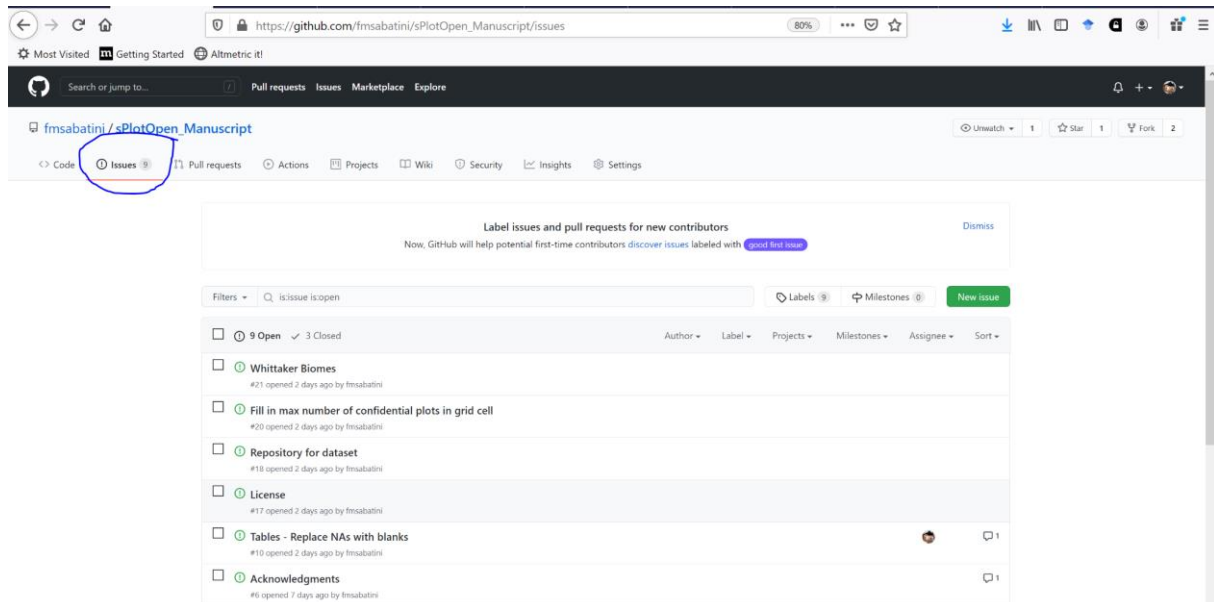 https://github.com/fmsabatini/sPlotOpen_Manuscript/issues 80%
Most Visited Getting Started Altmetric it!
Search or jump to... / Pull requests Issues Marketplace Explore
fmsabatini / sPlotOpen_Manuscript Unwatch 1 Star 1 Fork 2
Code Issues 9 Pull requests Actions Projects Wiki Security Insights Settings
Label issues and pull requests for new contributors Dismiss
Now, GitHub will help potential first-time contributors discover issues labeled with good first issue
Filters is:issue is:open Labels 9 Milestones 0 New issue
9 Open 3 Closed Author Label Projects Milestones Assignee Sort
Whittaker Biomes
#21 opened 2 days ago by fmsabatini
Fill in max number of confidential plots in grid cell
#20 opened 2 days ago by fmsabatini
Repository for dataset
#18 opened 2 days ago by fmsabatini
License
#17 opened 2 days ago by fmsabatini
Tables - Replace NAs with blanks 1
#10 opened 2 days ago by fmsabatini
Acknowledgments 1
#6 opened 7 days ago by fmsabatini